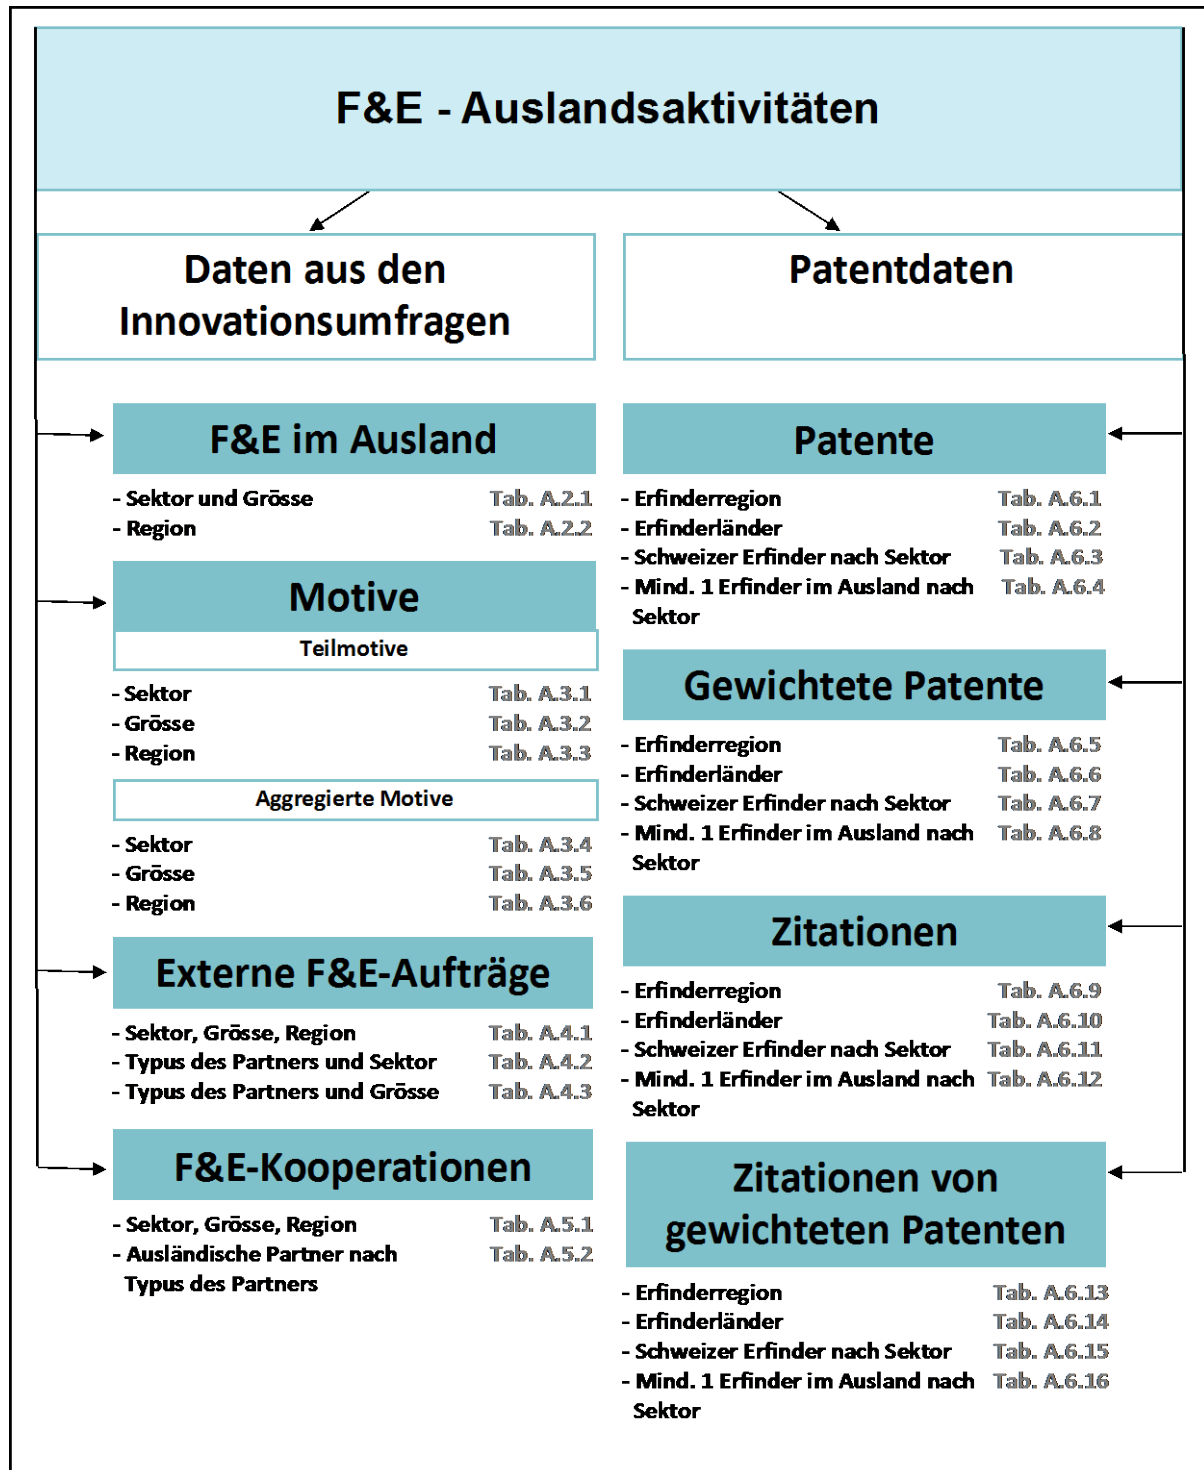 F&E - Auslandsaktivitäten
Daten aus den
Innovationsumfragen
F&E im Ausland
- Sektor und Grösse Tab. A.2.1
- Region Tab. A.2.2
Motive
Teilmotive
- Sektor Tab. A.3.1
- Grösse Tab. A.3.2
- Region Tab. A.3.3
Aggregierte Motive
- Sektor Tab. A.3.4
- Grösse Tab. A.3.5
- Region Tab. A.3.6
Externe F&E-Aufträge
- Sektor, Grösse, Region Tab. A.4.1
- Typus des Partners und Sektor Tab. A.4.2
- Typus des Partners und Grösse Tab. A.4.3
F&E-Kooperationen
- Sektor, Grösse, Region Tab. A.5.1
- Ausländische Partner nach Tab. A.5.2
Typus des Partners
Patentdaten
Patente
- Erfinderregion Tab. A.6.1
- Erfinderländer Tab. A.6.2
- Schweizer Erfinder nach Sektor Tab. A.6.3
- Mind. 1 Erfinder im Ausland nach Tab. A.6.4
Sektor
Gewichtete Patente
- Erfinderregion Tab. A.6.5
- Erfinderländer Tab. A.6.6
- Schweizer Erfinder nach Sektor Tab. A.6.7
- Mind. 1 Erfinder im Ausland nach Tab. A.6.8
Sektor
Zitationen
- Erfinderregion Tab. A.6.9
- Erfinderländer Tab. A.6.10
- Schweizer Erfinder nach Sektor Tab. A.6.11
- Mind. 1 Erfinder im Ausland nach Tab. A.6.12
Sektor
Zitationen von
gewichteten Patenten
- Erfinderregion Tab. A.6.13
- Erfinderländer Tab. A.6.14
- Schweizer Erfinder nach Sektor Tab. A.6.15
- Mind. 1 Erfinder im Ausland nach Tab. A.6.16
Sektor